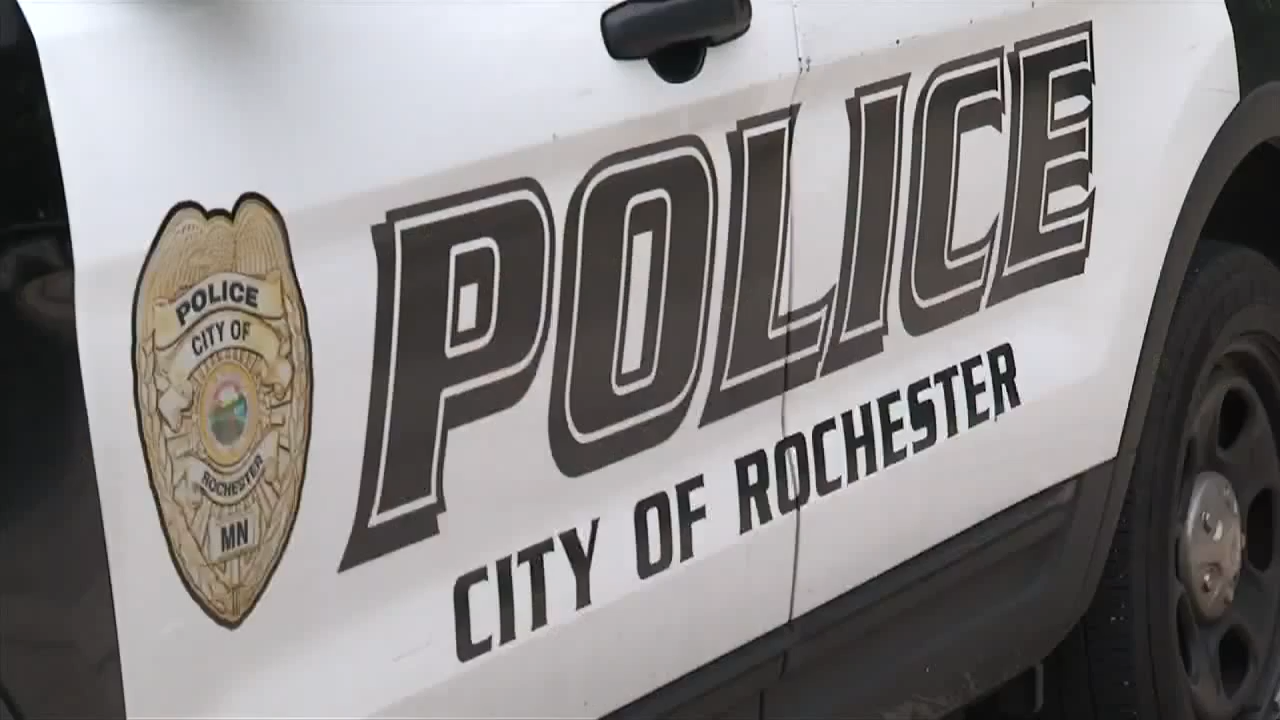 POLICE
CITY OF
ROCHESTER
MN
POLICE
CITY OF ROCHESTER